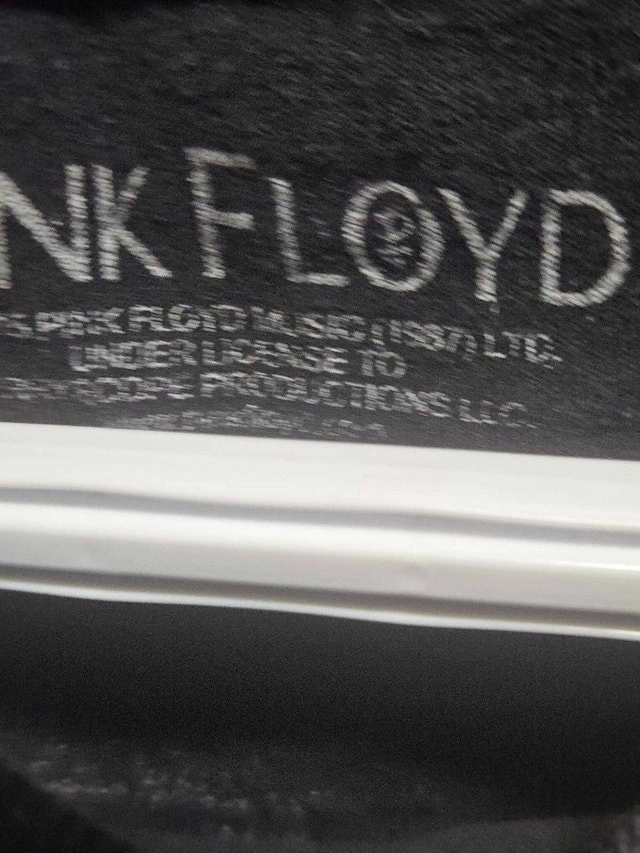 NK FLOYD
PINK FLOYD MUSIC (1987) LTD.
UNDER LICENSE TO
PRODUCTIONS LLC.